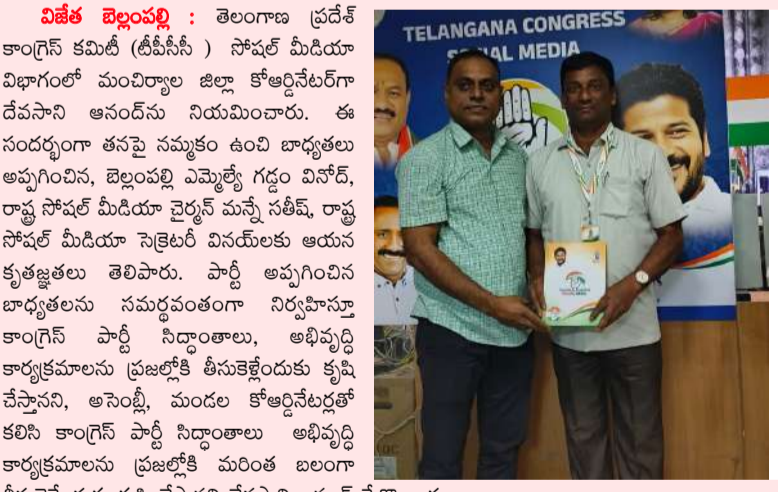 విజేత బెల్లంపల్లి : తెలంగాణ ప్రదేశ్
కాంగ్రెస్ కమిటీ (టీపీసీసీ ) సోషల్ మీడియా
విభాగంలో మంచిర్యాల జిల్లా కోఆర్డినేటర్‌గా
దేవసాని ఆనంద్‌ను నియమించారు. ఈ
సందర్భంగా తనపై నమ్మకం ఉంచి బాధ్యతలు
అప్పగించిన, బెల్లంపల్లి ఎమ్మెల్యే గడ్డం వినోద్,
రాష్ట్ర సోషల్ మీడియా చైర్మన్ మన్నే సతీష్, రాష్ట్ర
సోషల్ మీడియా సెక్రెటరీ వినయ్‌లకు ఆయన
కృతజ్ఞతలు తెలిపారు. పార్టీ అప్పగించిన
బాధ్యతలను సమర్థవంతంగా నిర్వహిస్తూ
కాంగ్రెస్ పార్టీ సిద్ధాంతాలు, అభివృద్ధి
కార్యక్రమాలను ప్రజల్లోకి తీసుకెళ్లేందుకు కృషి
చేస్తానని, అసెంబ్లీ, మండల కోఆర్డినేటర్లతో
కలిసి కాంగ్రెస్ పార్టీ సిద్ధాంతాలు అభివృద్ధి
కార్యక్రమాలను ప్రజల్లోకి మరింత బలంగా
TELANGANA CONGRESS
SOCIAL MEDIA